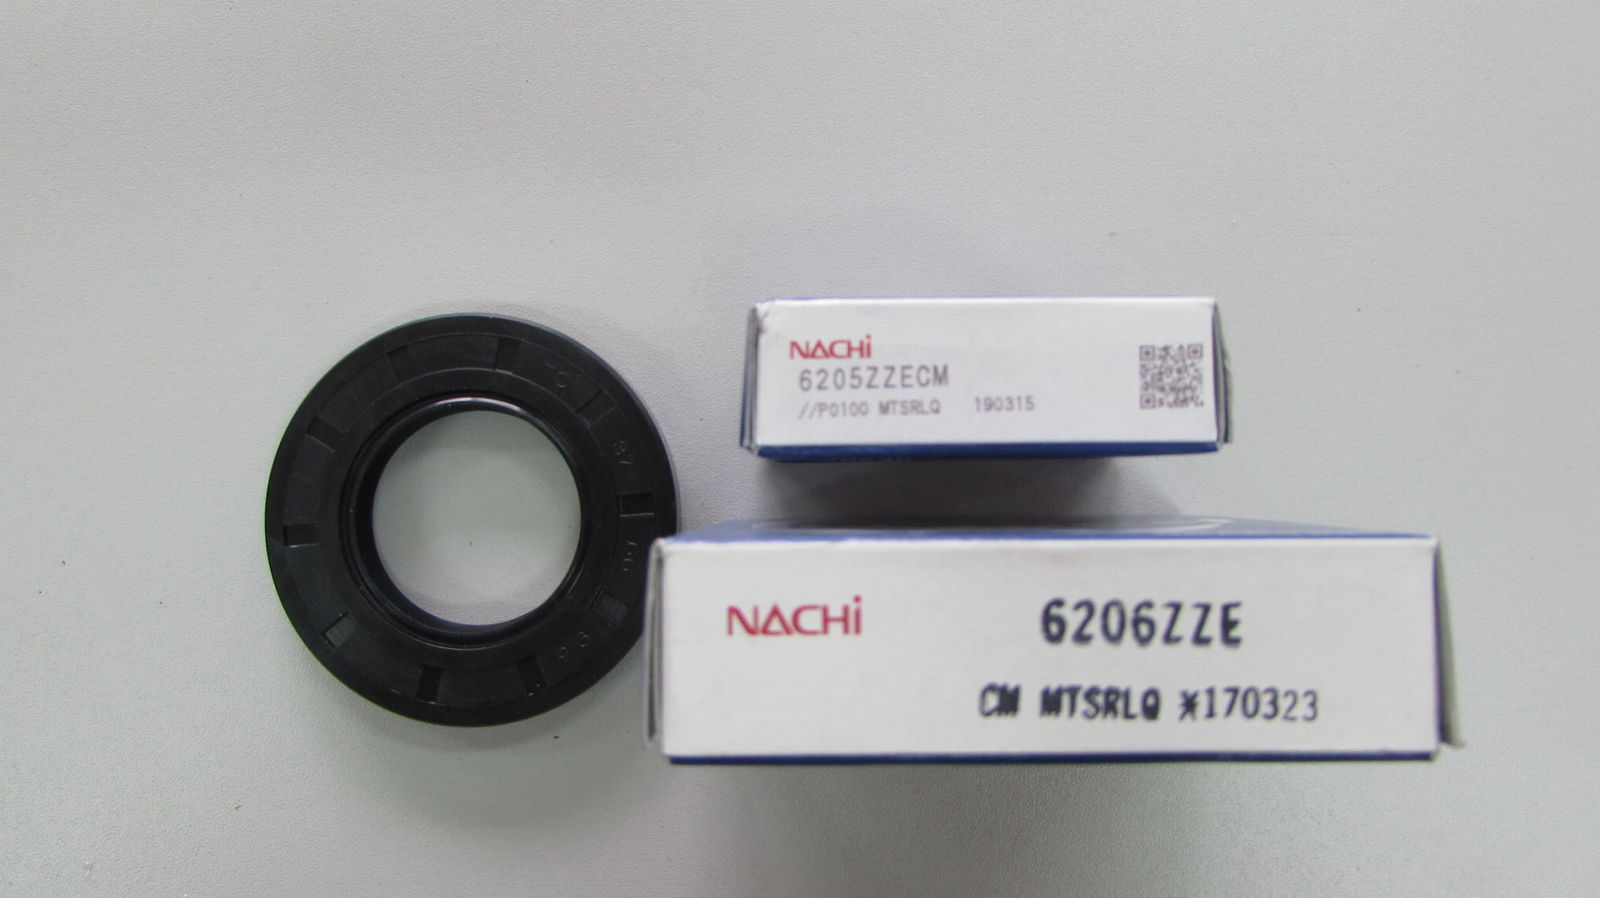 NACHi
6205ZZECM
//P0100 MTSRLQ 190315
NACHi
6206ZZE
CM MTSRLQ *170323